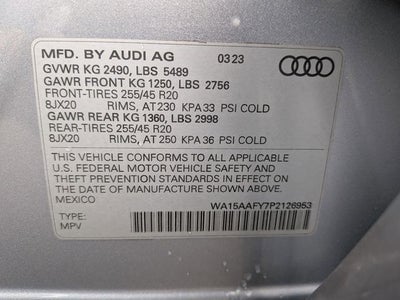 MFD. BY AUDI AG 03 23
GVWR KG 2490, LBS 5489
GAWR FRONT KG 1250, LBS 2756
FRONT-TIRES 255/45 R20
8JX20 RIMS, AT 230 KPA 33 PSI COLD
GAWR REAR KG 1360, LBS 2998
REAR-TIRES 255/45 R20
8JX20 RIMS, AT 250 KPA 36 PSI COLD
THIS VEHICLE CONFORMS TO ALL APPLICABLE
U.S. FEDERAL MOTOR VEHICLE SAFETY AND
THEFT PREVENTION STANDARDS IN EFFECT ON
THE DATE OF MANUFACTURE SHOWN ABOVE.
MEXICO WA15AAFY7P2126953
TYPE:
MPV